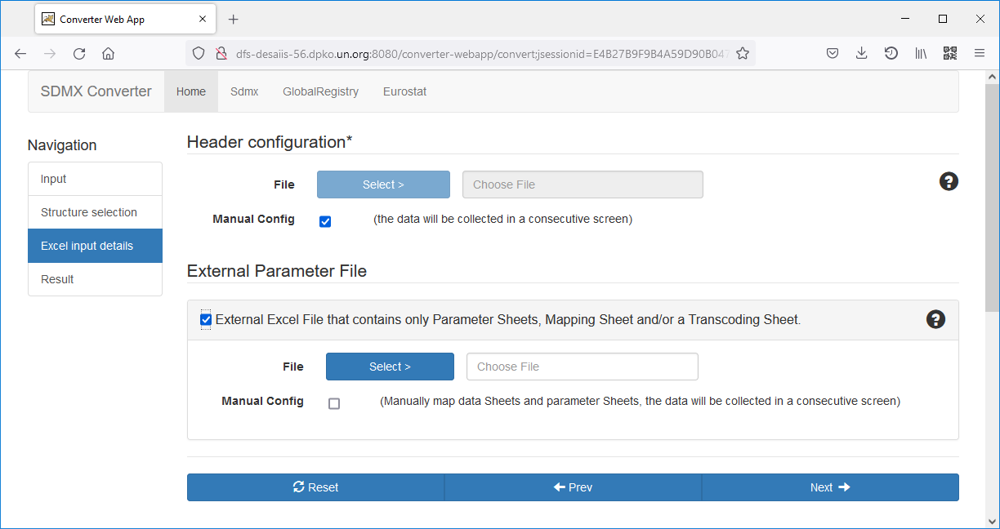 Converter Web App
dfs-desaiis-56.dpko.un.org:8080/converter-webapp/convert;jsessionid=E4B27B9F9B4A59D90B047
SDMX Converter Home Sdmx GlobalRegistry Eurostat
Navigation
Input
Structure selection
Excel input details
Result
Header configuration*
File Select > Choose File
Manual Config (the data will be collected in a consecutive screen)
External Parameter File
External Excel File that contains only Parameter Sheets, Mapping Sheet and/or a Transcoding Sheet.
File Select > Choose File
Manual Config (Manually map data Sheets and parameter Sheets, the data will be collected in a consecutive screen)
Reset Prev Next